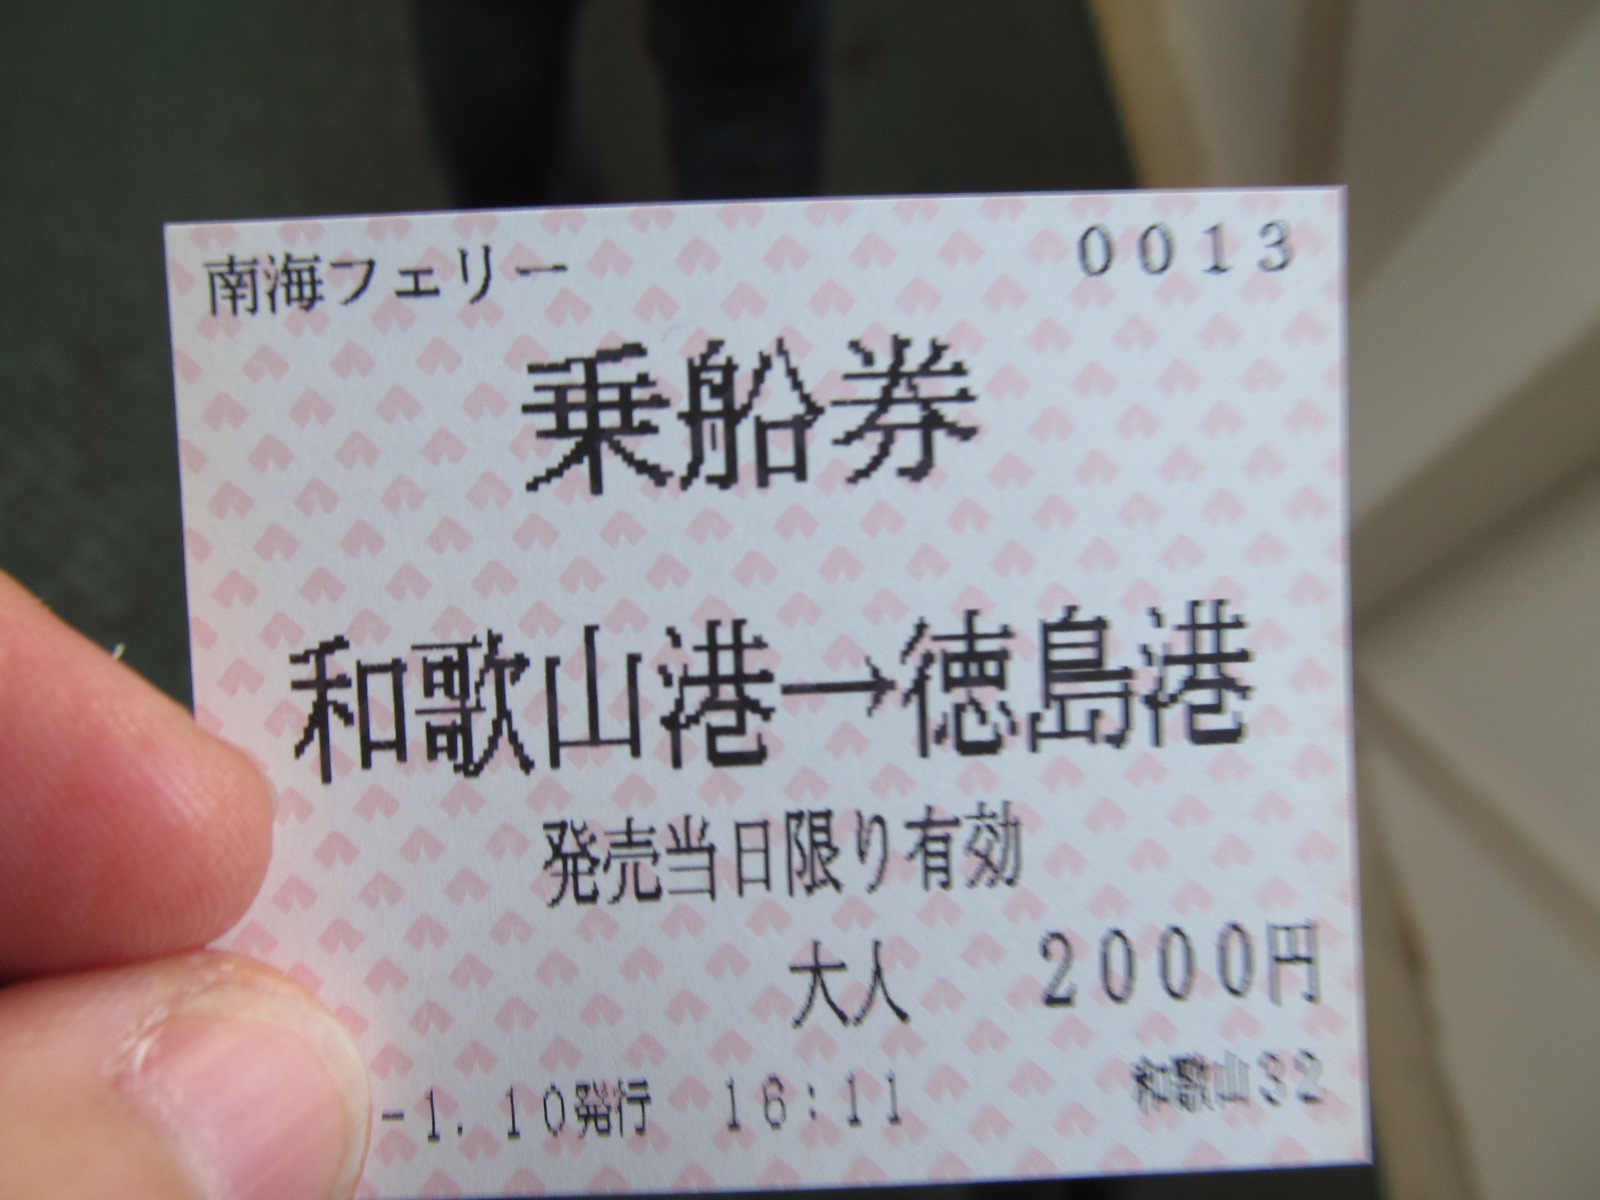 南海フェリー 0013
乗船券
和歌山港→徳島港
発売当日限り有効
大人 2000円
-1.10発行 16:11 和歌山32